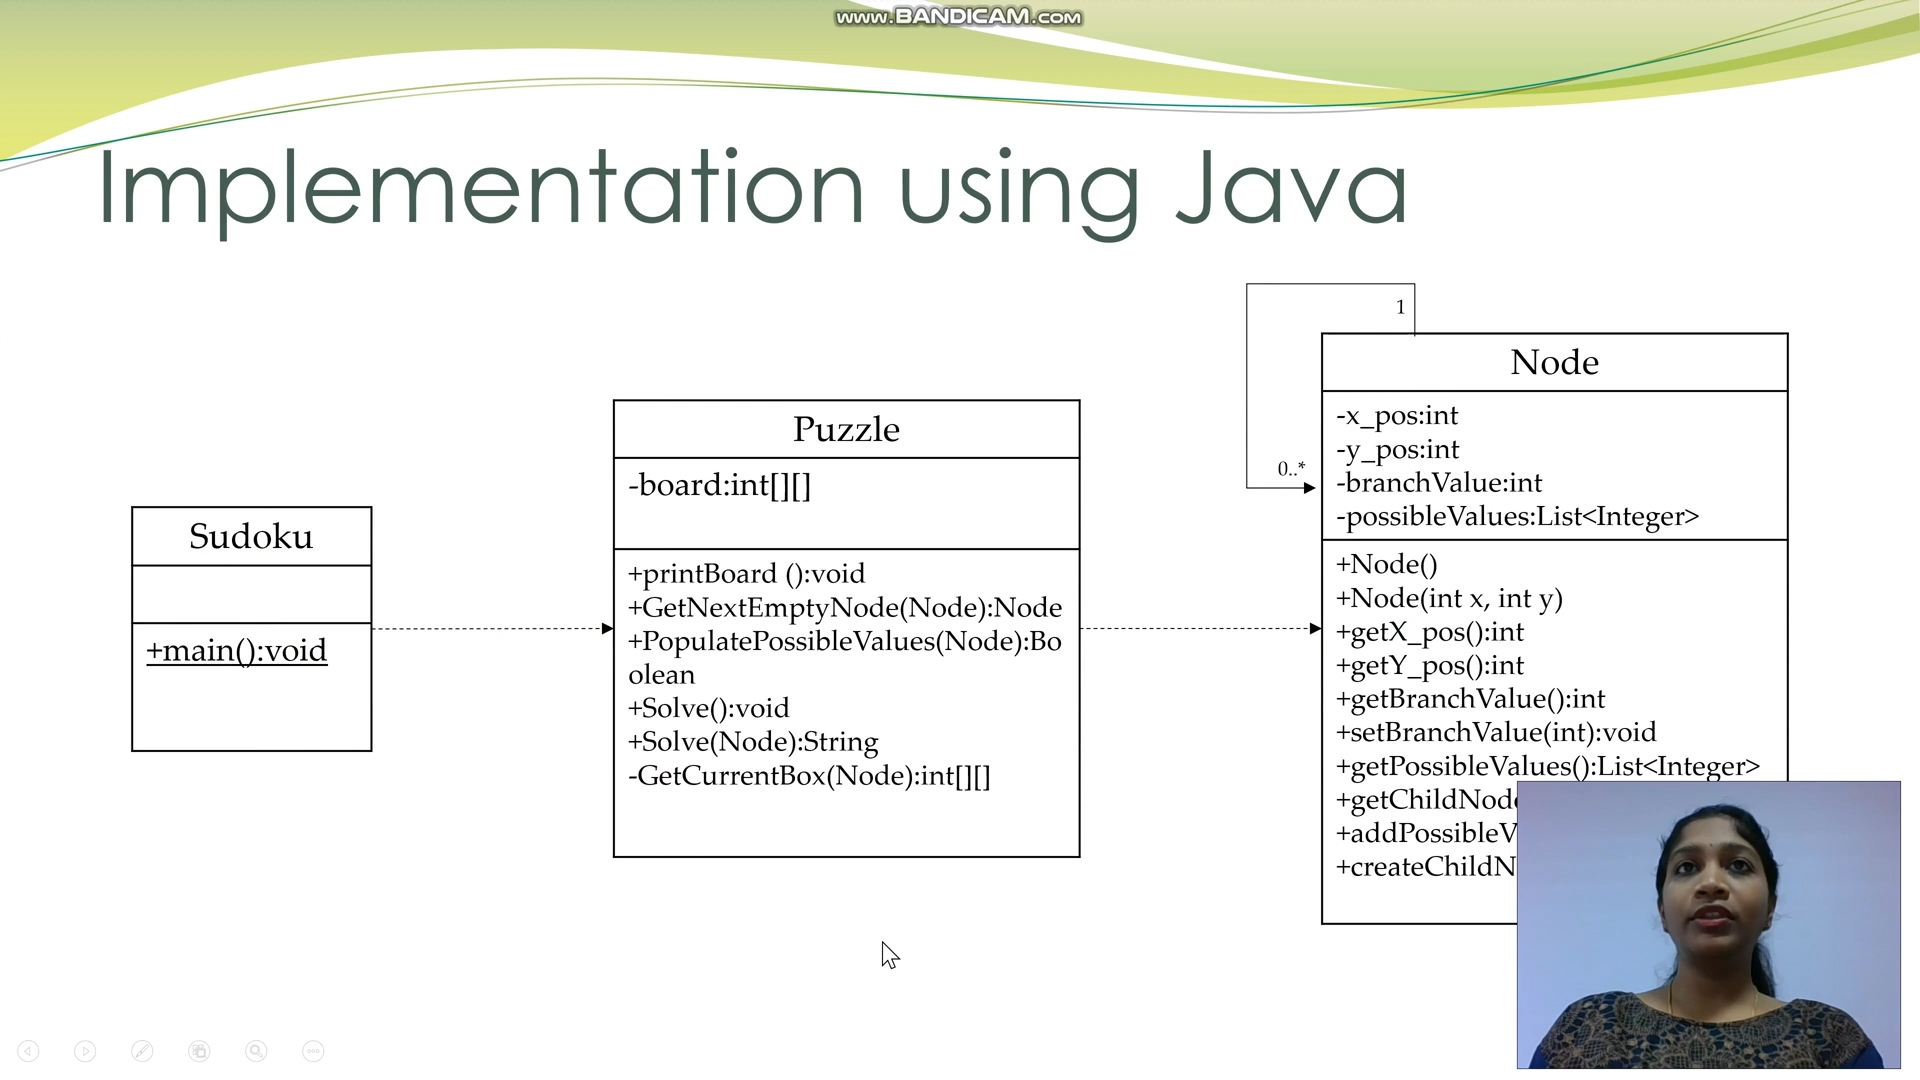 www.BANDICAM.com
Implementation using Java
Sudoku
+main():void
Puzzle
-board:int[][]
+printBoard ():void
+GetNextEmptyNode(Node):Node
+PopulatePossibleValues(Node):Bo
olean
+Solve():void
+Solve(Node):String
-GetCurrentBox(Node):int[][]
1
0..*
Node
-x_pos:int
-y_pos:int
-branchValue:int
-possibleValues:List<Integer>
+Node()
+Node(int x, int y)
+getX_pos():int
+getY_pos():int
+getBranchValue():int
+setBranchValue(int):void
+getPossibleValues():List<Integer>
+getChildNod
+addPossibleV
+createChildN